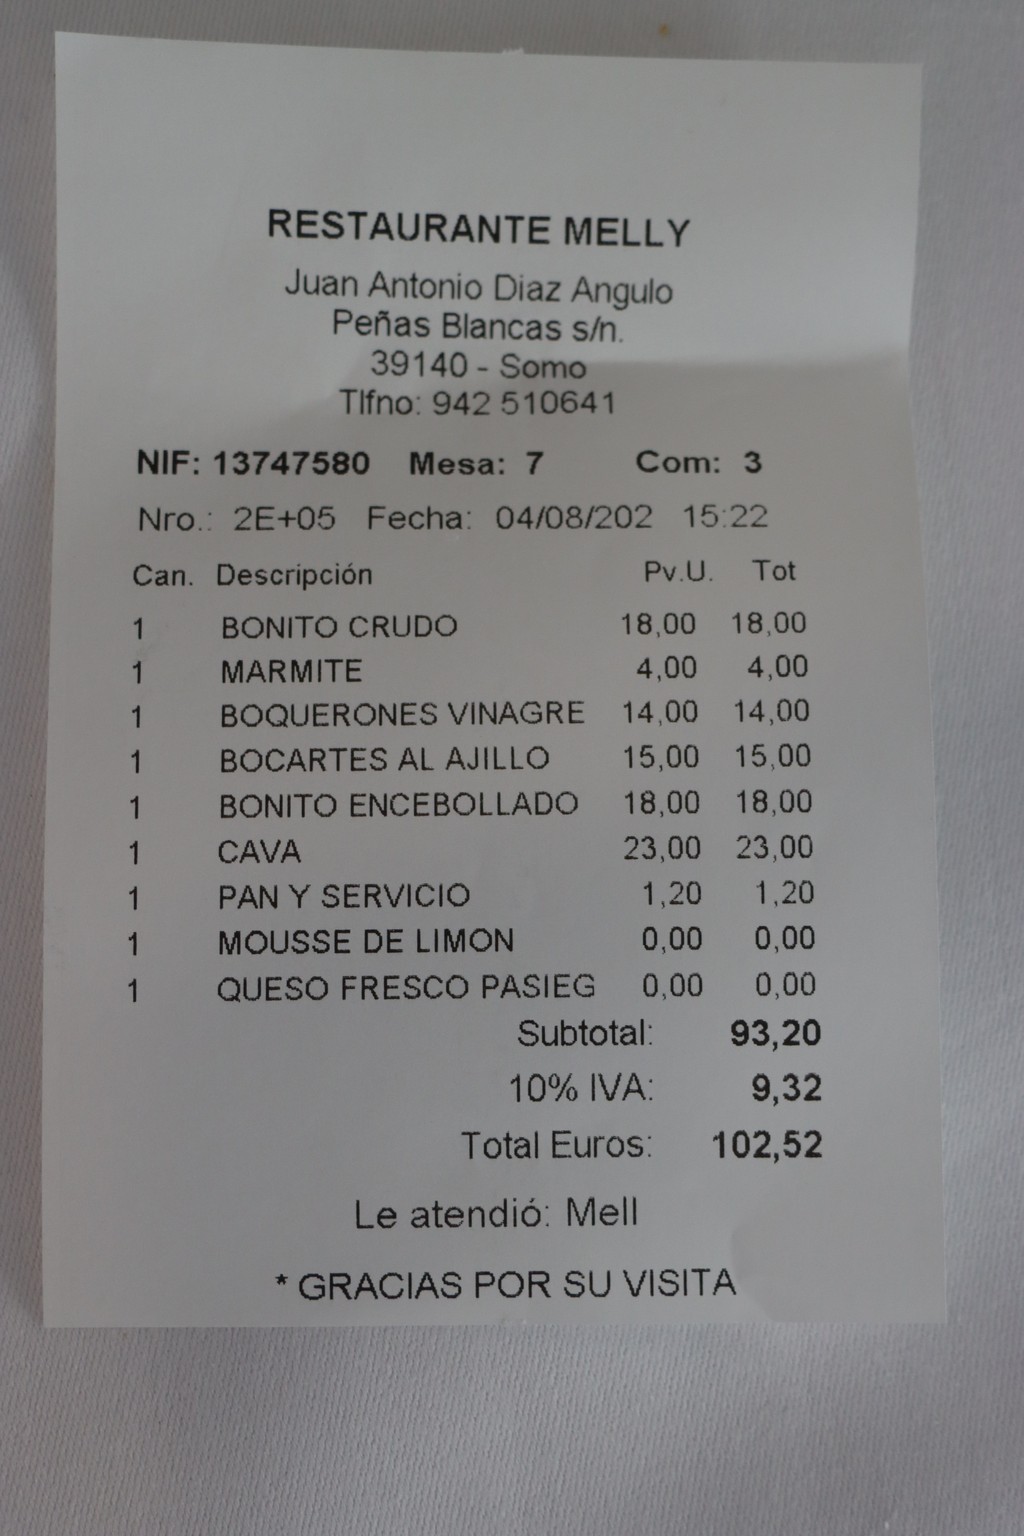 RESTAURANTE MELLY
Juan Antonio Diaz Angulo
Peñas Blancas s/n.
39140 - Somo
Tlfno: 942 510641
NIF: 13747580 Mesa: 7 Com: 3
Nro.: 2E+05 Fecha: 04/08/202 15:22
Can. Descripción Pv.U. Tot
1 BONITO CRUDO 18,00 18,00
1 MARMITE 4,00 4,00
1 BOQUERONES VINAGRE 14,00 14,00
1 BOCARTES AL AJILLO 15,00 15,00
1 BONITO ENCEBOLLADO 18,00 18,00
1 CAVA 23,00 23,00
1 PAN Y SERVICIO 1,20 1,20
1 MOUSSE DE LIMON 0,00 0,00
1 QUESO FRESCO PASIEG 0,00 0,00
Subtotal: 93,20
10% IVA: 9,32
Total Euros: 102,52
Le atendió: Mell
* GRACIAS POR SU VISITA